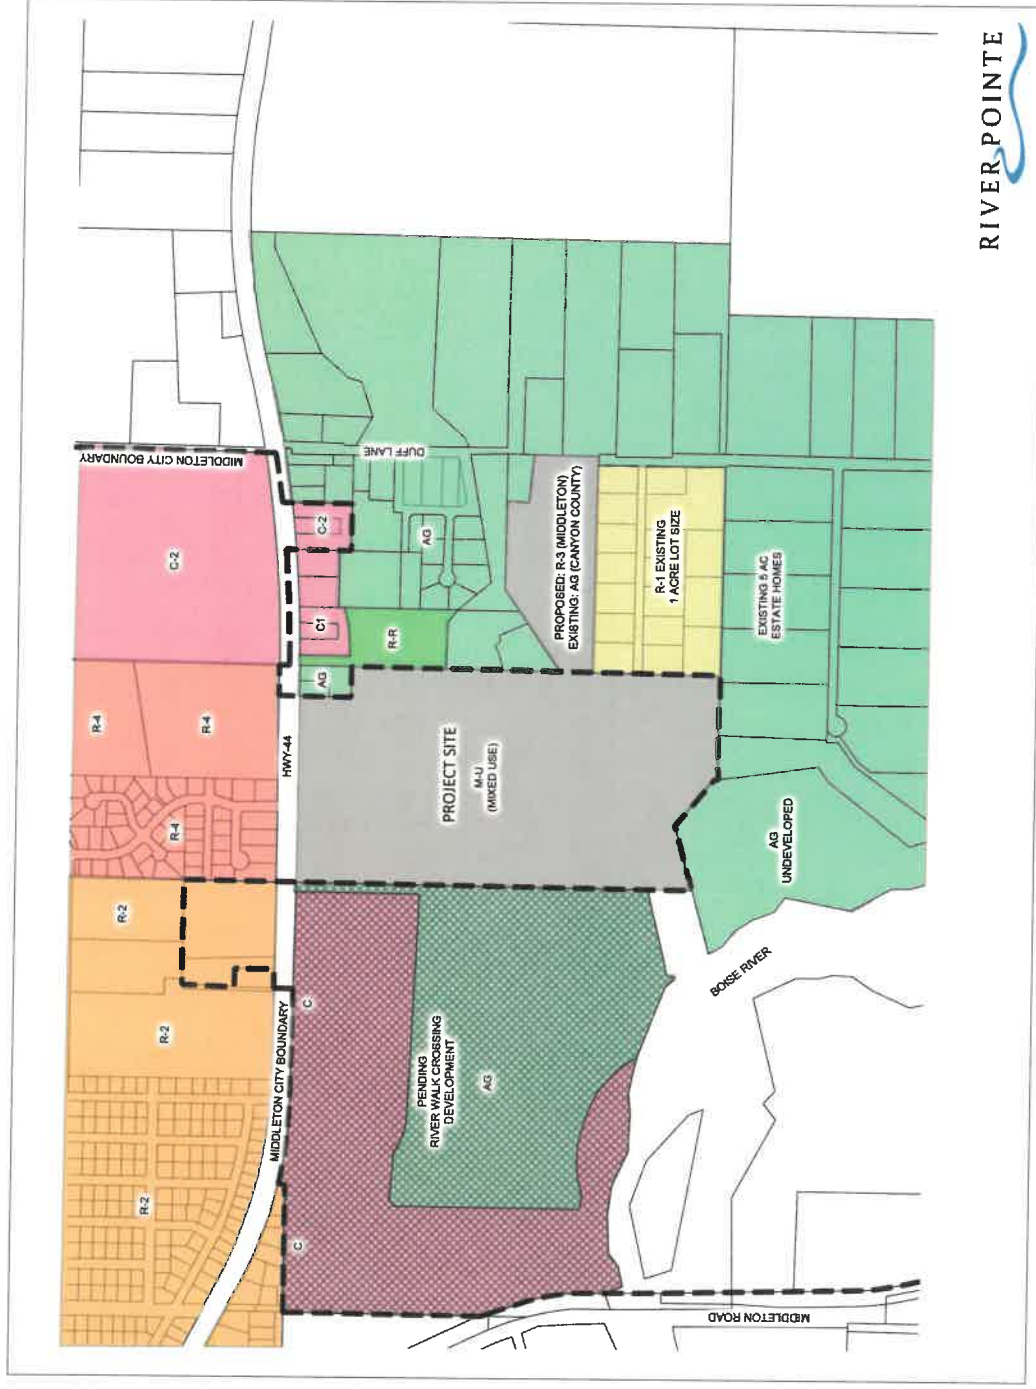 RIVER POINTE
MIDDLETON CITY BOUNDARY
C-2
R-4
R-4
R-4
R-2
R-2
R-2
HWY-44
MIDDLETON CITY BOUNDARY
C-2
C1
AG
R-R
AG
DUFF LANE
PROJECT SITE
M-U
(MIXED USE)
PROPOSED: R-3 (MIDDLETON)
EXISTING: AG (CANYON COUNTY)
R-1 EXISTING
1 ACRE LOT SIZE
EXISTING 5 AC
ESTATE HOMES
AG
UNDEVELOPED
BOISE RIVER
C
C
PENDING
RIVER WALK CROSSING
DEVELOPMENT
AG
MIDDLETON ROAD